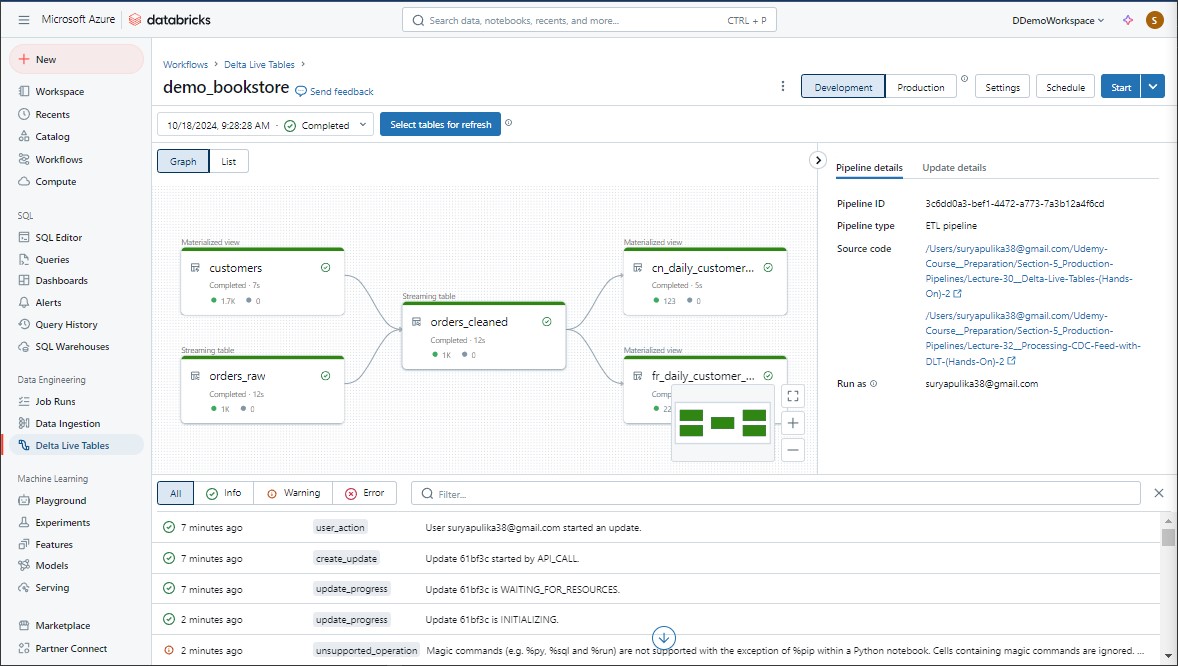 Microsoft Azure databricks
Search data, notebooks, recents, and more... CTRL + P
DDemoWorkspace S
New
Workspace
Recents
Catalog
Workflows
Compute
SQL
SQL Editor
Queries
Dashboards
Alerts
Query History
SQL Warehouses
Data Engineering
Job Runs
Data Ingestion
Delta Live Tables
Machine Learning
Playground
Experiments
Features
Models
Serving
Marketplace
Partner Connect
Workflows > Delta Live Tables >
demo_bookstore Send feedback
Development Production Settings Schedule Start
10/18/2024, 9:28:28 AM · Completed Select tables for refresh
Graph List
Materialized view
customers
Completed · 7s
1.7K 0
Streaming table
orders_raw
Completed · 12s
1K 0
Streaming table
orders_cleaned
Completed · 12s
1K 0
Materialized view
cn_daily_customer...
Completed · 5s
123 0
Materialized view
fr_daily_customer_...
Comp
22
Pipeline details Update details
Pipeline ID 3c6dd0a3-bef1-4472-a773-7a3b12a4f6cd
Pipeline type ETL pipeline
Source code /Users/suryapulika38@gmail.com/Udemy-
Course__Preparation/Section-5_Production-
Pipelines/Lecture-30__Delta-Live-Tables-(Hands-
On)-2
/Users/suryapulika38@gmail.com/Udemy-
Course__Preparation/Section-5_Production-
Pipelines/Lecture-32__Processing-CDC-Feed-with-
DLT-(Hands-On)-2
Run as suryapulika38@gmail.com
All Info Warning Error Filter...
7 minutes ago user_action User suryapulika38@gmail.com started an update.
7 minutes ago create_update Update 61bf3c started by API_CALL.
7 minutes ago update_progress Update 61bf3c is WAITING_FOR_RESOURCES.
2 minutes ago update_progress Update 61bf3c is INITIALIZING.
2 minutes ago unsupported_operation Magic commands (e.g. %py, %sql and %run) are not supported with the exception of %pip within a Python notebook. Cells containing magic commands are ignored. ...